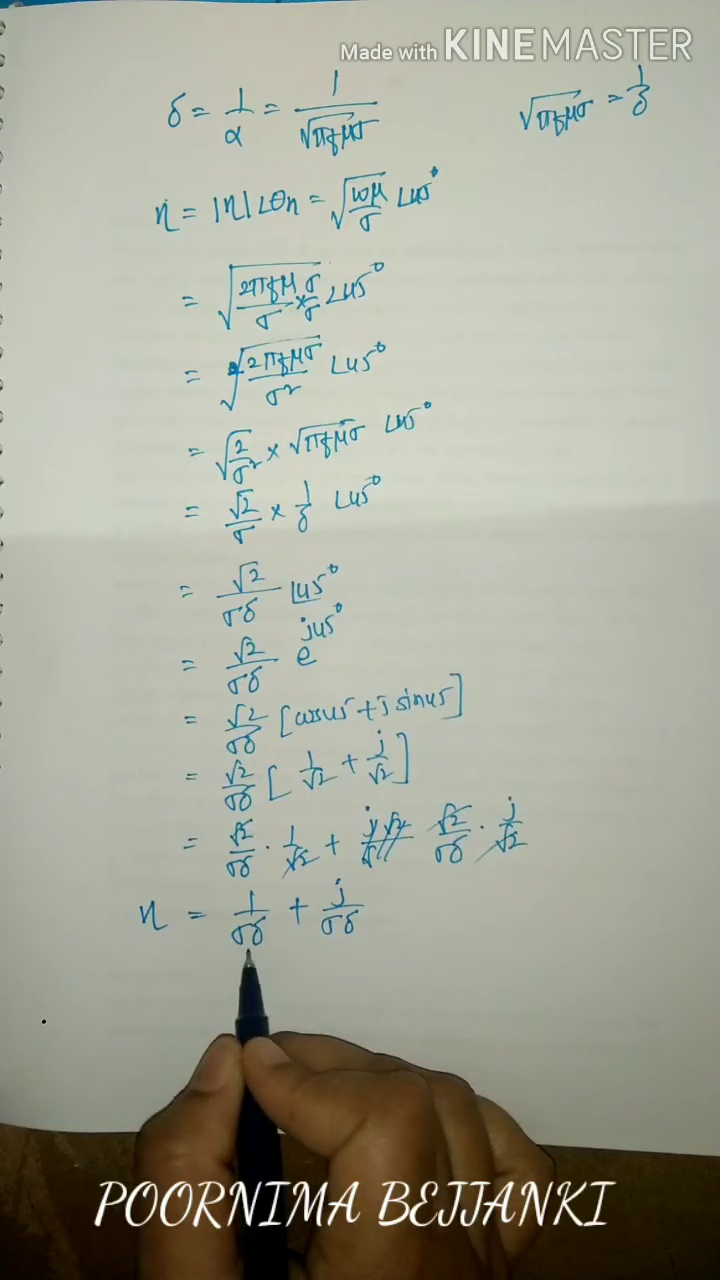 Made with KINEMASTER
δ = 1/α = 1/√(πfμσ)
√(πfμσ) = 1/δ
η = |η|∠θη = √(ωμ/σ) ∠45°
= √(2πfμ/σ × σ/σ) ∠45°
= √(2πfμσ/σ²) ∠45°
= √(2/σ²) × √(πfμσ) ∠45°
= √2/σ × 1/δ ∠45°
= √2/σδ ∠45°
= √2/σδ e^j45°
= √2/σδ [cos45 + j sin45]
= √2/σδ [1/√2 + j/√2]
= √2/σδ · 1/√2 + √2/σδ · j/√2
η = 1/σδ + j/σδ
POORNIMA BEJJANKI